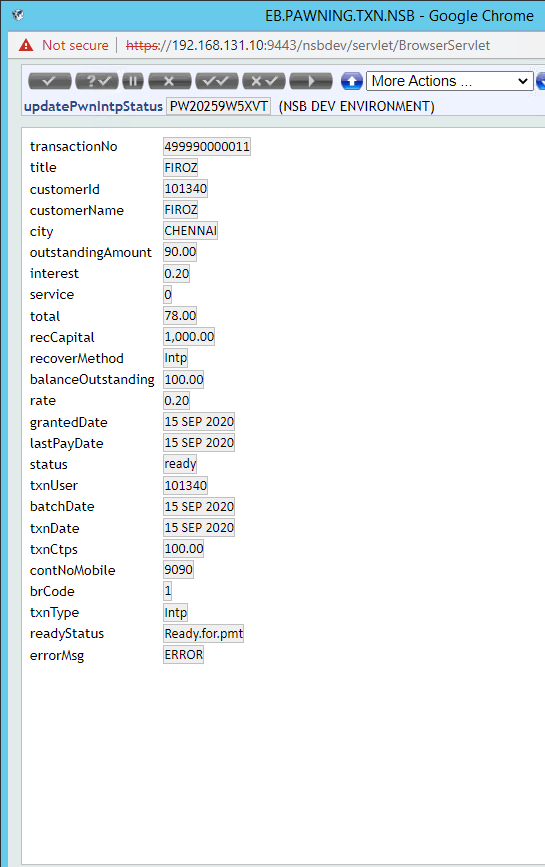 EB.PAWNING.TXN.NSB - Google Chrome
Not secure | https://192.168.131.10:9443/nsbdev/servlet/BrowserServlet
More Actions ...
updatePwnIntpStatus PW20259W5XVT (NSB DEV ENVIRONMENT)
transactionNo 499990000011
title FIROZ
customerId 101340
customerName FIROZ
city CHENNAI
outstandingAmount 90.00
interest 0.20
service 0
total 78.00
recCapital 1,000.00
recoverMethod Intp
balanceOutstanding 100.00
rate 0.20
grantedDate 15 SEP 2020
lastPayDate 15 SEP 2020
status ready
txnUser 101340
batchDate 15 SEP 2020
txnDate 15 SEP 2020
txnCtps 100.00
contNoMobile 9090
brCode 1
txnType Intp
readyStatus Ready.for.pmt
errorMsg ERROR